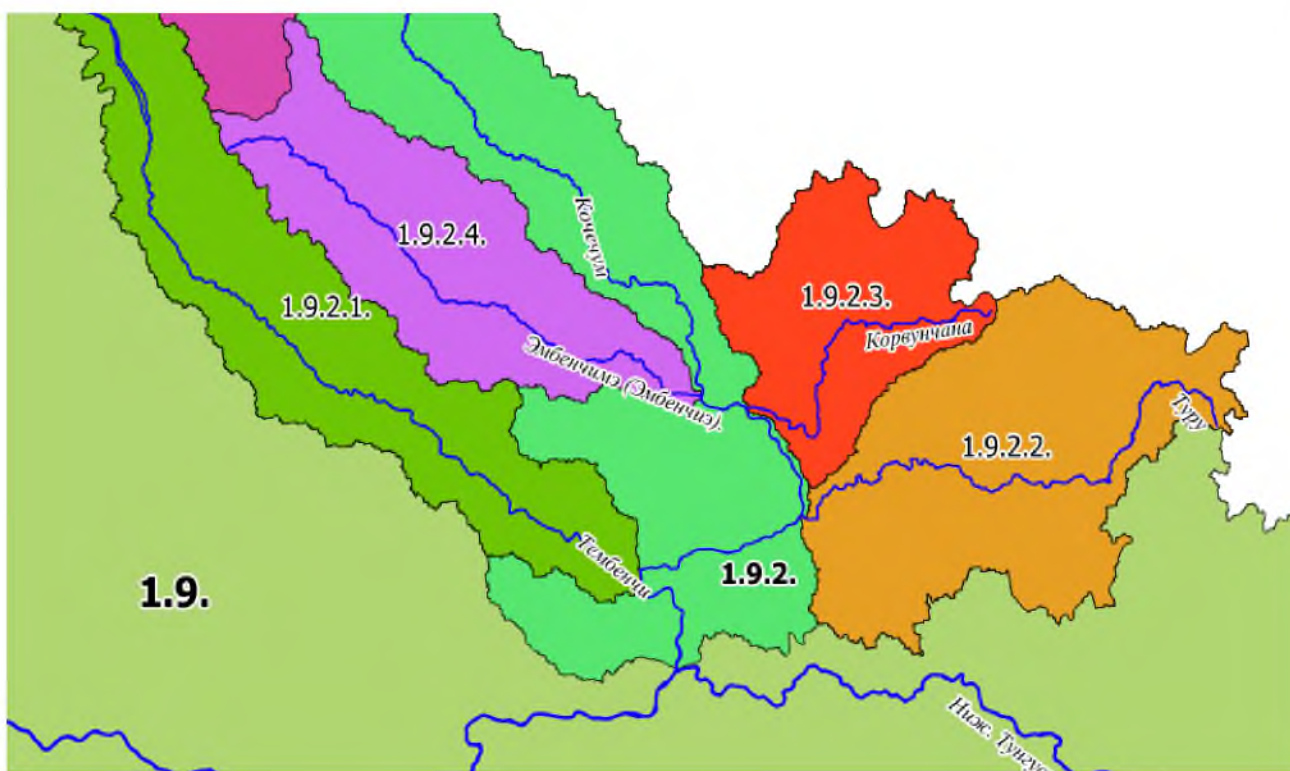 Кочечум
1.9.2.4.
1.9.2.3.
1.9.2.1.
Корвунчана
Эмбенчимэ (Эмбенчиэ).
Туру
1.9.2.2.
Тембенчи
1.9.2.
1.9.
Ниж. Тунгус